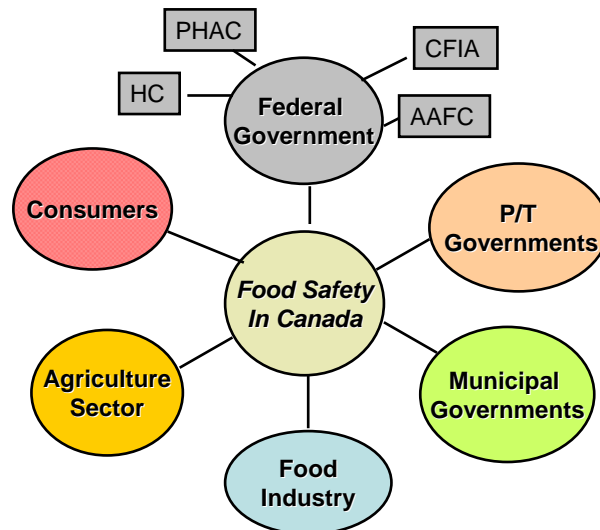 PHAC
CFIA
HC
AAFC
Federal
Government
Consumers
P/T
Governments
Food Safety
In Canada
Agriculture
Sector
Municipal
Governments
Food
Industry